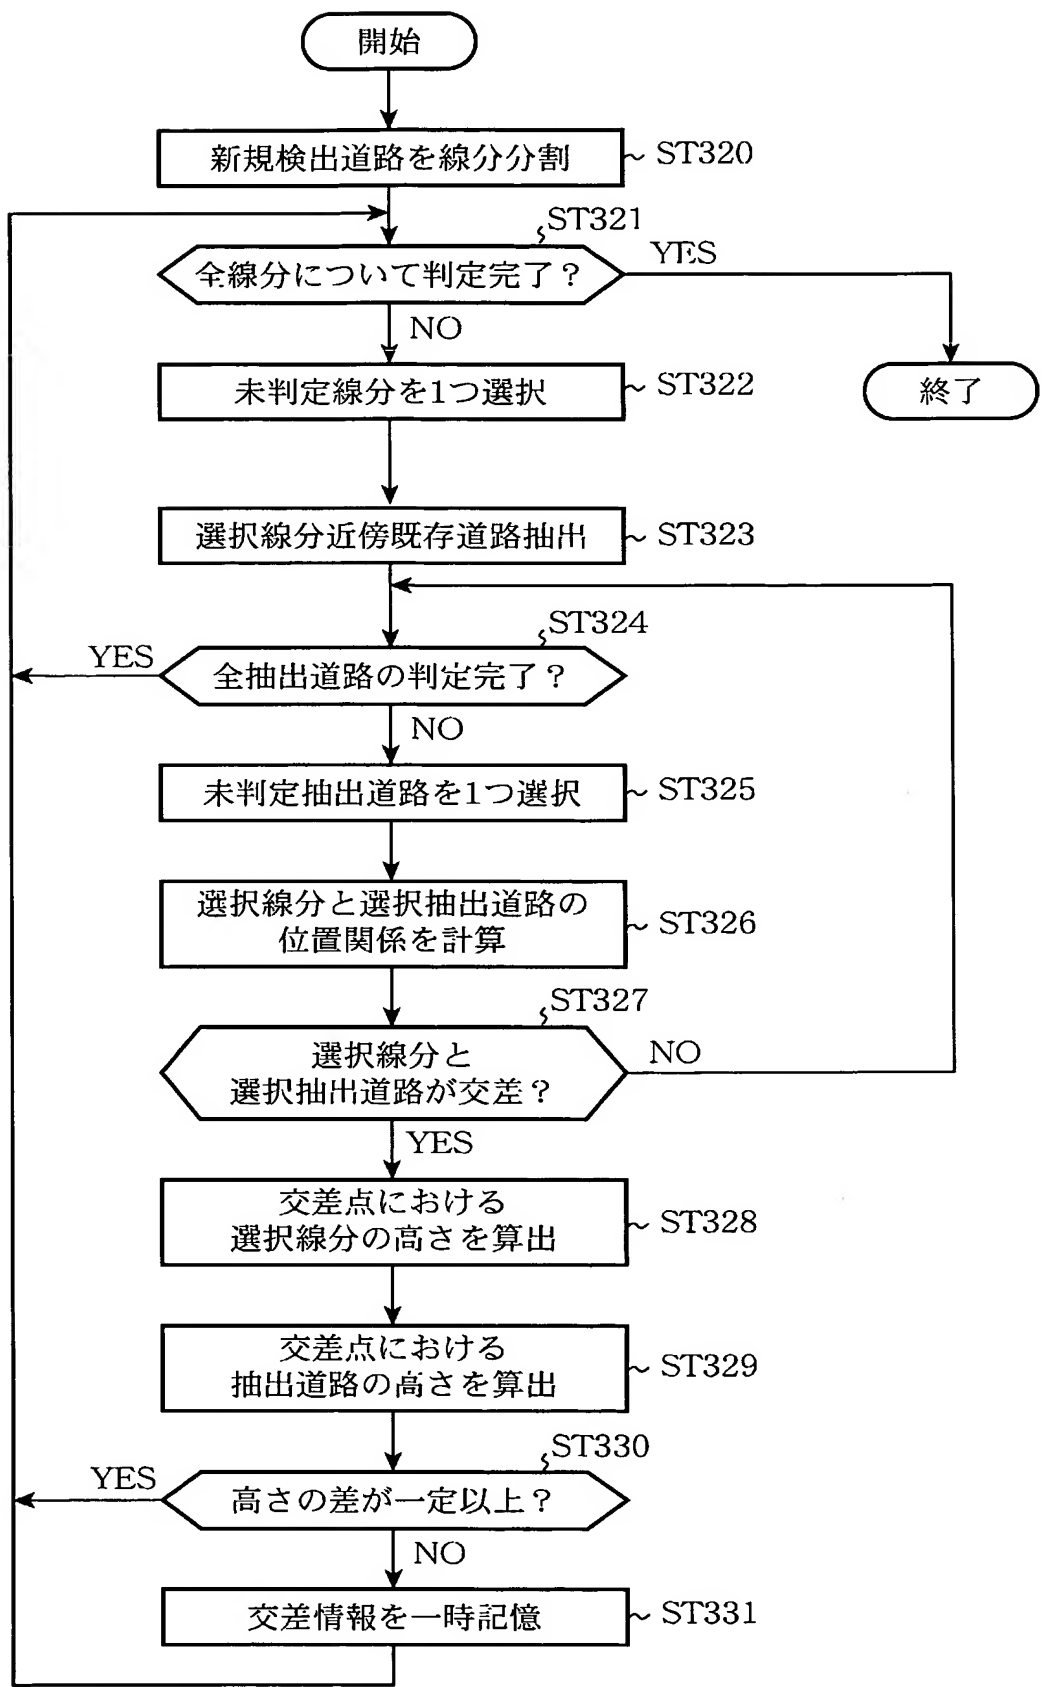 開始
新規検出道路を線分分割
ST320
ST321
全線分について判定完了?
YES
NO
未判定線分を1つ選択
ST322
終了
選択線分近傍既存道路抽出
ST323
ST324
YES
全抽出道路の判定完了?
NO
未判定抽出道路を1つ選択
ST325
選択線分と選択抽出道路の
位置関係を計算
ST326
ST327
選択線分と
選択抽出道路が交差?
NO
YES
交差点における
選択線分の高さを算出
ST328
交差点における
抽出道路の高さを算出
ST329
ST330
YES
高さの差が一定以上?
NO
交差情報を一時記憶
ST331